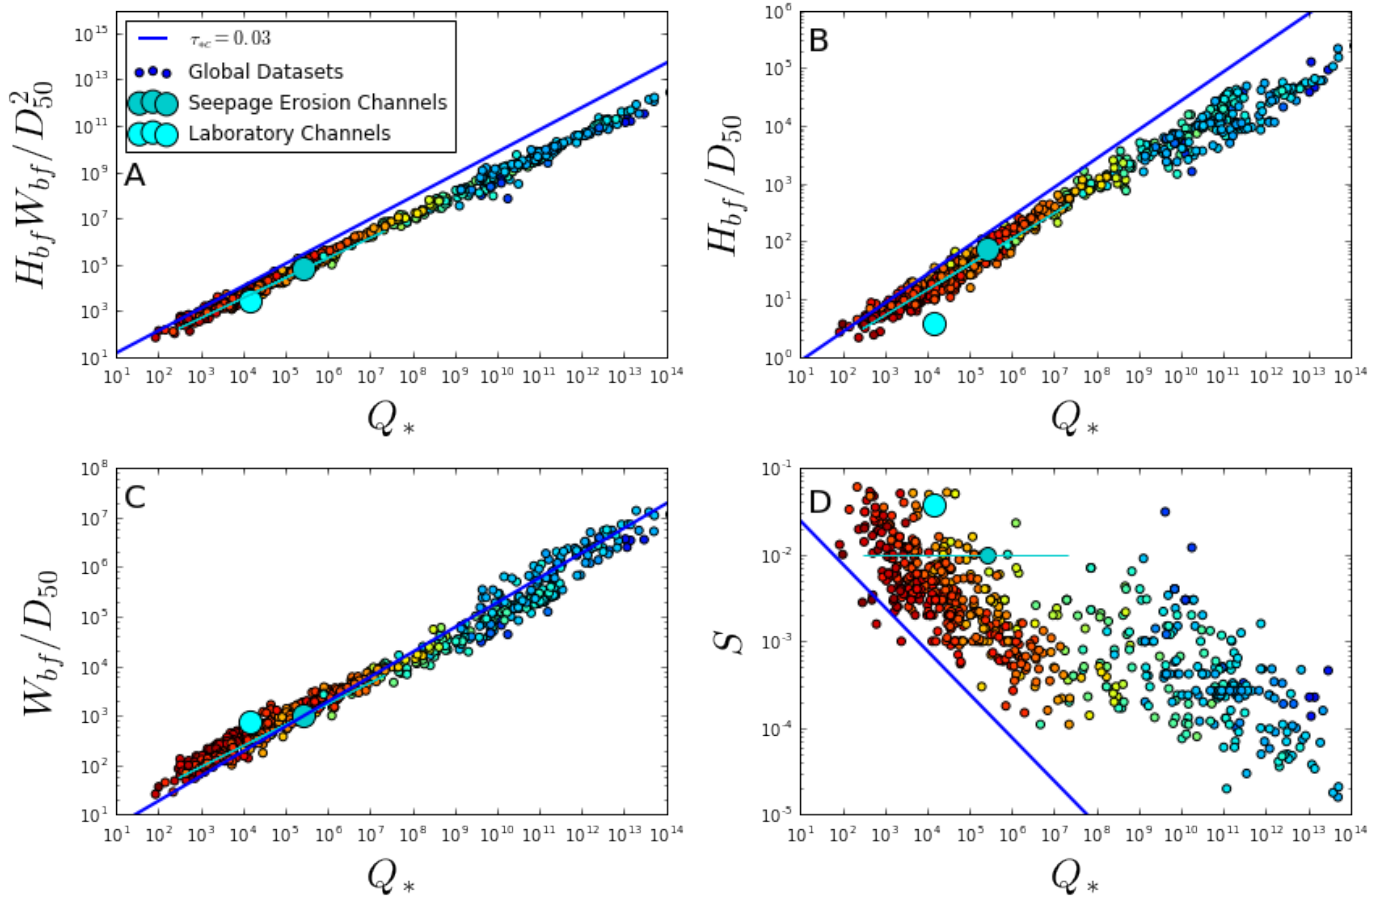 10^15
10^13
10^11
10^9
10^7
10^5
10^3
10^1
H_bf W_bf / D_50^2
τ_*c = 0.03
Global Datasets
Seepage Erosion Channels
Laboratory Channels
A
10^1 10^2 10^3 10^4 10^5 10^6 10^7 10^8 10^9 10^10 10^11 10^12 10^13 10^14
Q_*
10^6
10^5
10^4
10^3
10^2
10^1
10^0
H_bf / D_50
B
10^1 10^2 10^3 10^4 10^5 10^6 10^7 10^8 10^9 10^10 10^11 10^12 10^13 10^14
Q_*
10^8
10^7
10^6
10^5
10^4
10^3
10^2
10^1
W_bf / D_50
C
10^1 10^2 10^3 10^4 10^5 10^6 10^7 10^8 10^9 10^10 10^11 10^12 10^13 10^14
Q_*
10^-1
10^-2
10^-3
10^-4
10^-5
S
D
10^1 10^2 10^3 10^4 10^5 10^6 10^7 10^8 10^9 10^10 10^11 10^12 10^13 10^14
Q_*